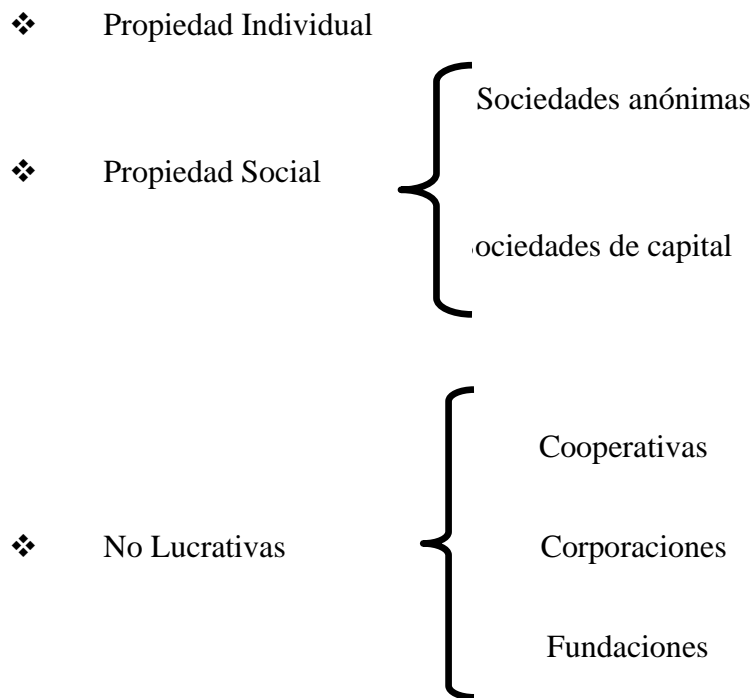 ❖ Propiedad Individual
Sociedades anónimas
❖ Propiedad Social
ociedades de capital
Cooperativas
❖ No Lucrativas
Corporaciones
Fundaciones